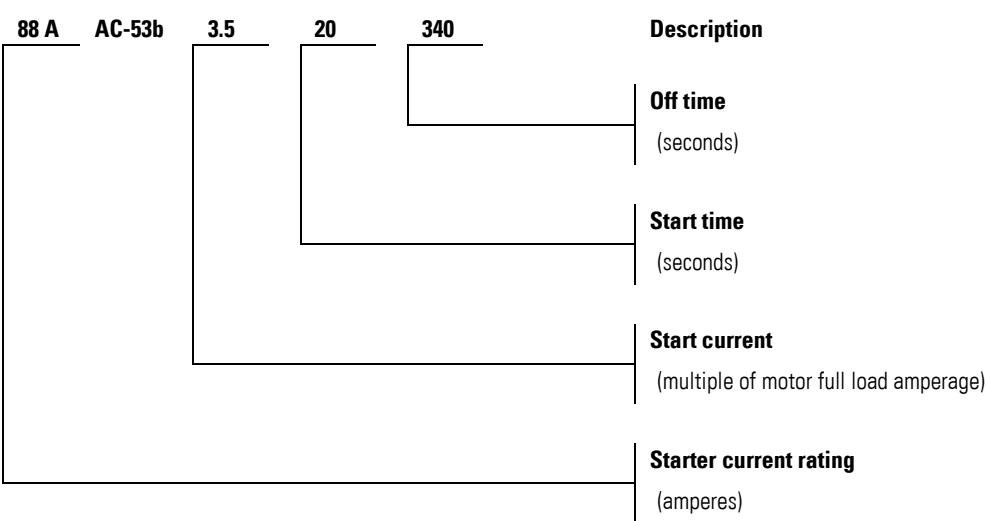 88 A AC-53b 3.5 20 340 Description
Off time
(seconds)
Start time
(seconds)
Start current
(multiple of motor full load amperage)
Starter current rating
(amperes)